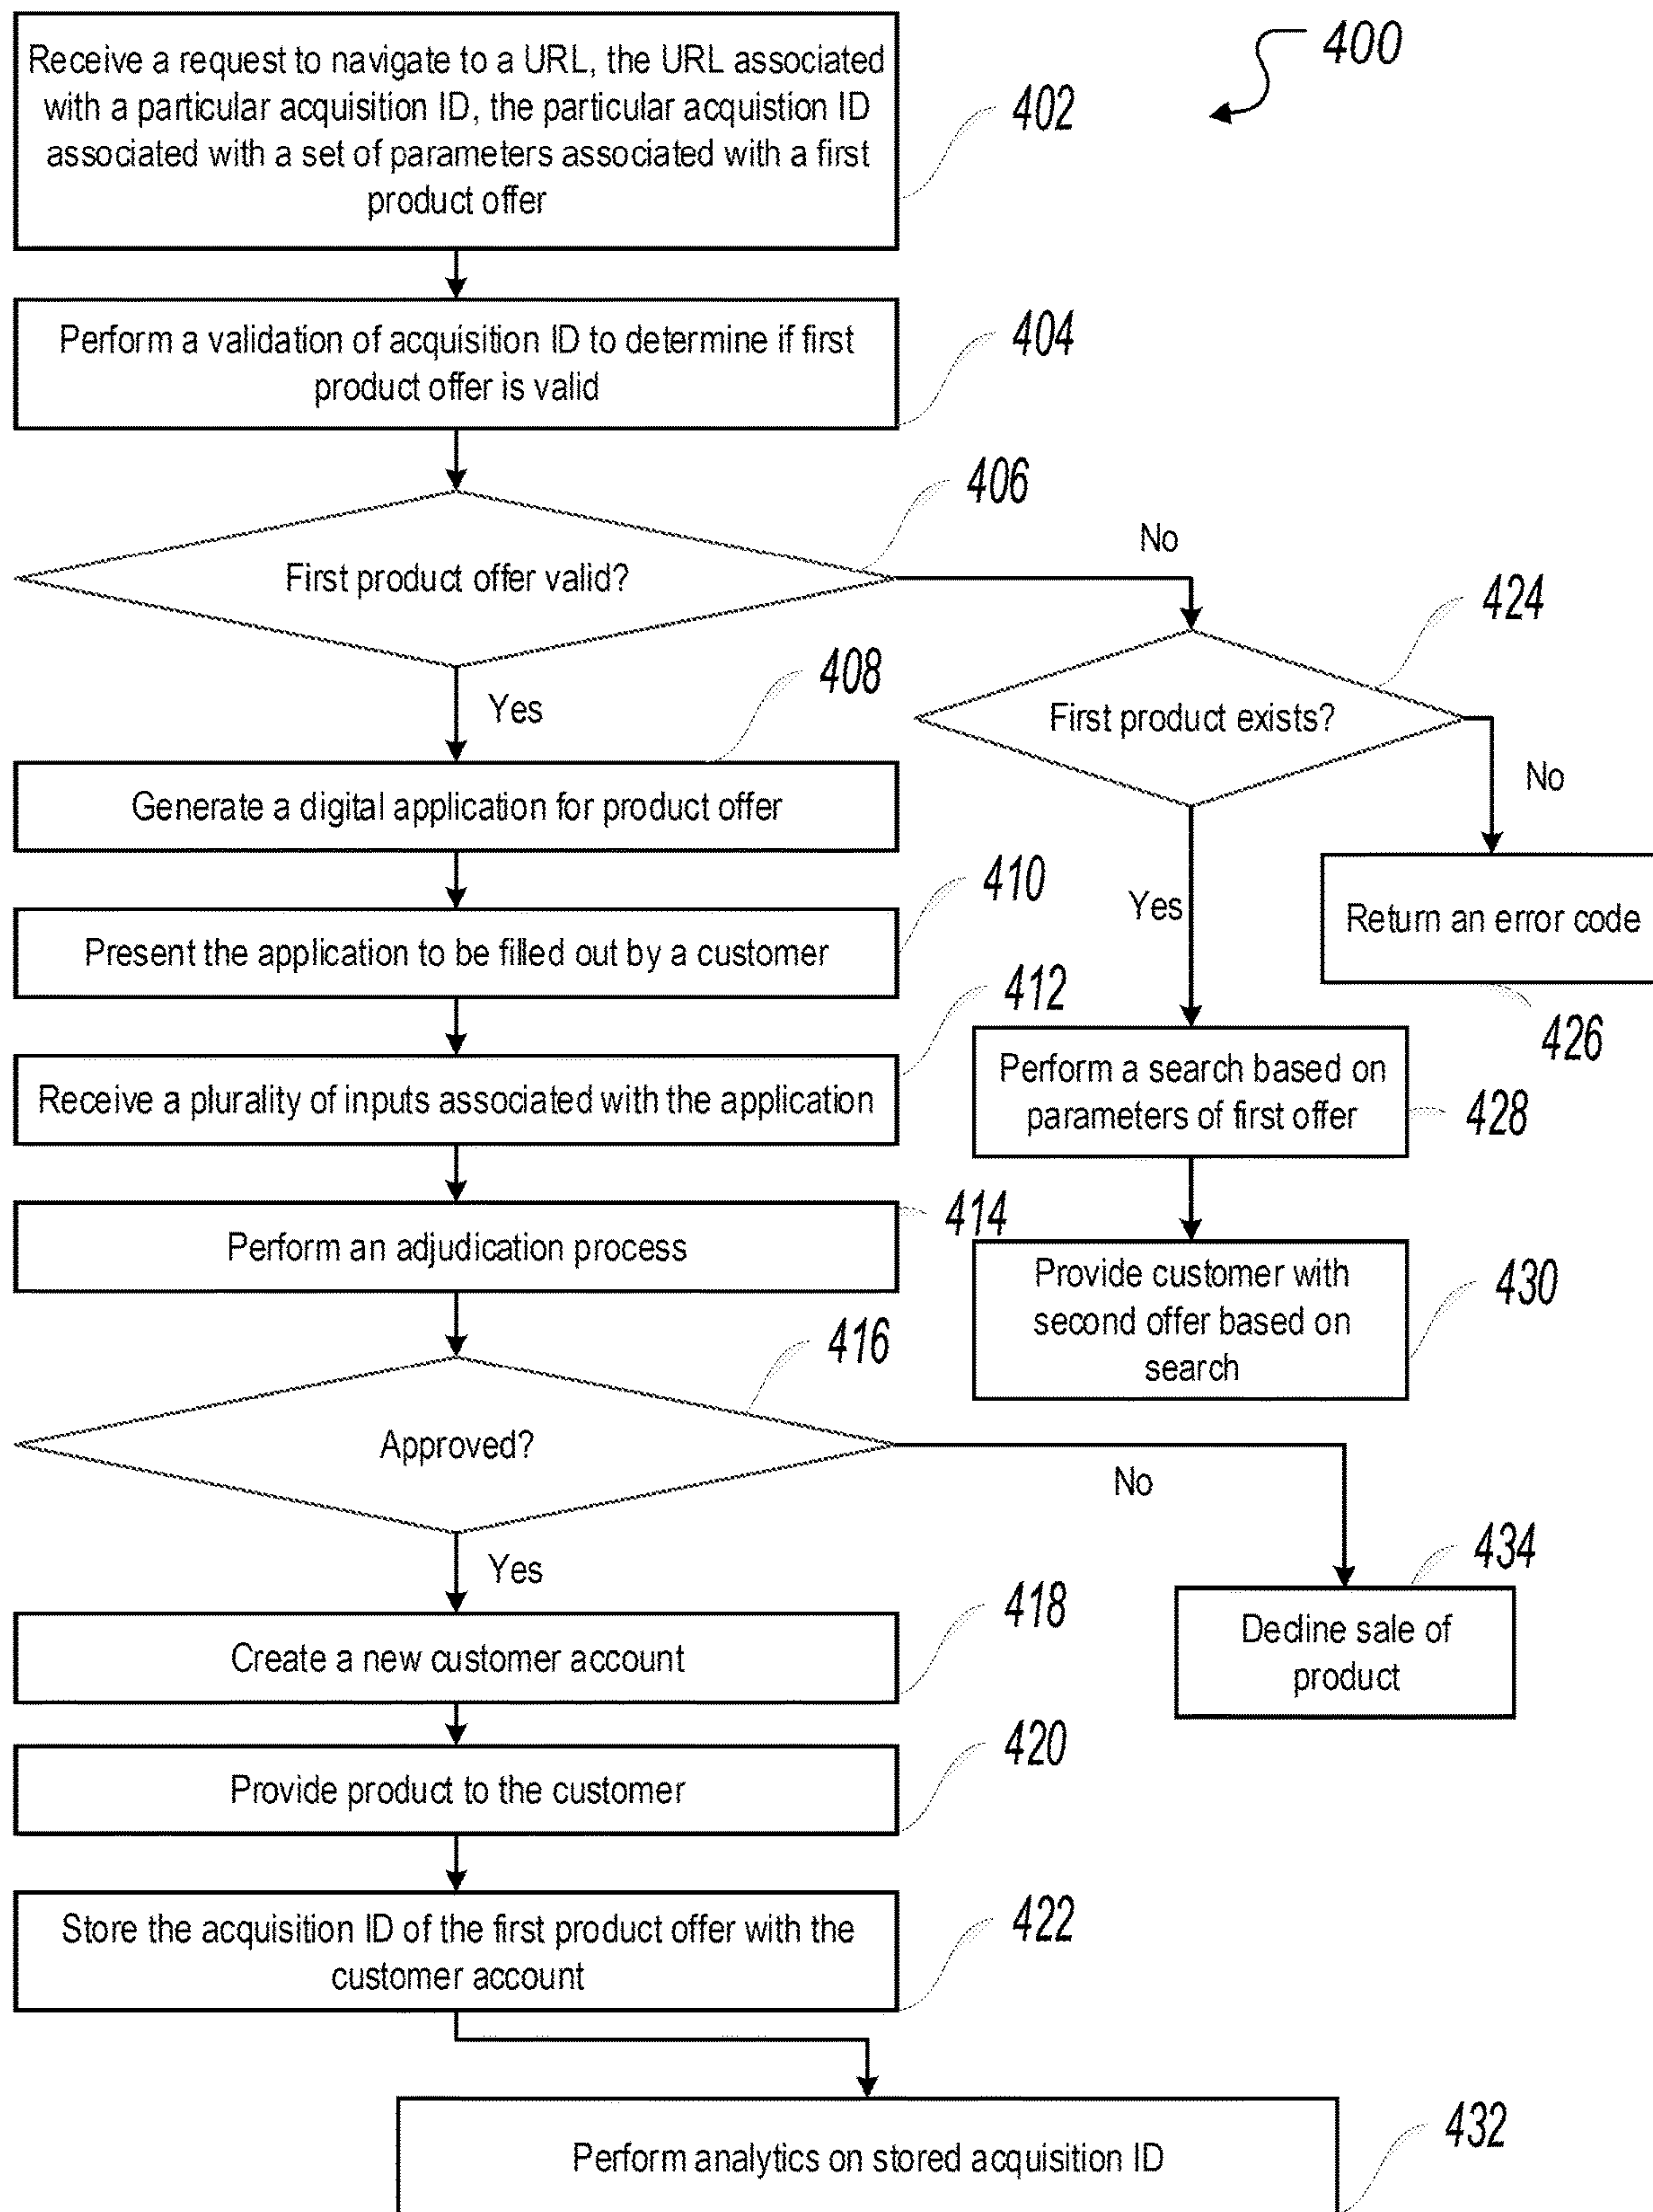 400
Receive a request to navigate to a URL, the URL associated
with a particular acquisition ID, the particular acquistion ID
associated with a set of parameters associated with a first
product offer
402
Perform a validation of acquisition ID to determine if first
product offer is valid
404
First product offer valid?
406
No
Yes
First product exists?
424
No
Yes
Return an error code
426
408
Generate a digital application for product offer
410
Present the application to be filled out by a customer
412
Receive a plurality of inputs associated with the application
Perform a search based on
parameters of first offer
428
414
Perform an adjudication process
Provide customer with
second offer based on
search
430
416
Approved?
No
Yes
434
Decline sale of
product
418
Create a new customer account
420
Provide product to the customer
422
Store the acquisition ID of the first product offer with the
customer account
432
Perform analytics on stored acquisition ID